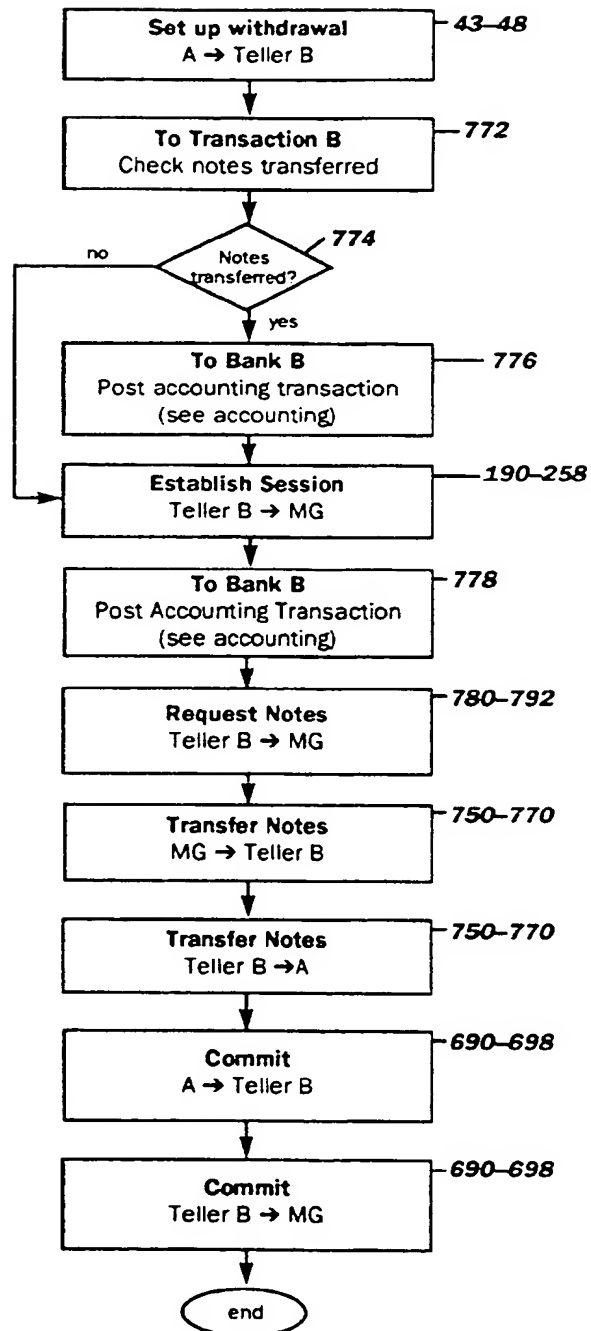 Set up withdrawal
A → Teller B
43–48
To Transaction B
Check notes transferred
772
Notes
transferred?
774
no
yes
To Bank B
Post accounting transaction
(see accounting)
776
Establish Session
Teller B → MG
190–258
To Bank B
Post Accounting Transaction
(see accounting)
778
Request Notes
Teller B → MG
780–792
Transfer Notes
MG → Teller B
750–770
Transfer Notes
Teller B →A
750–770
Commit
A → Teller B
690–698
Commit
Teller B → MG
690–698
end